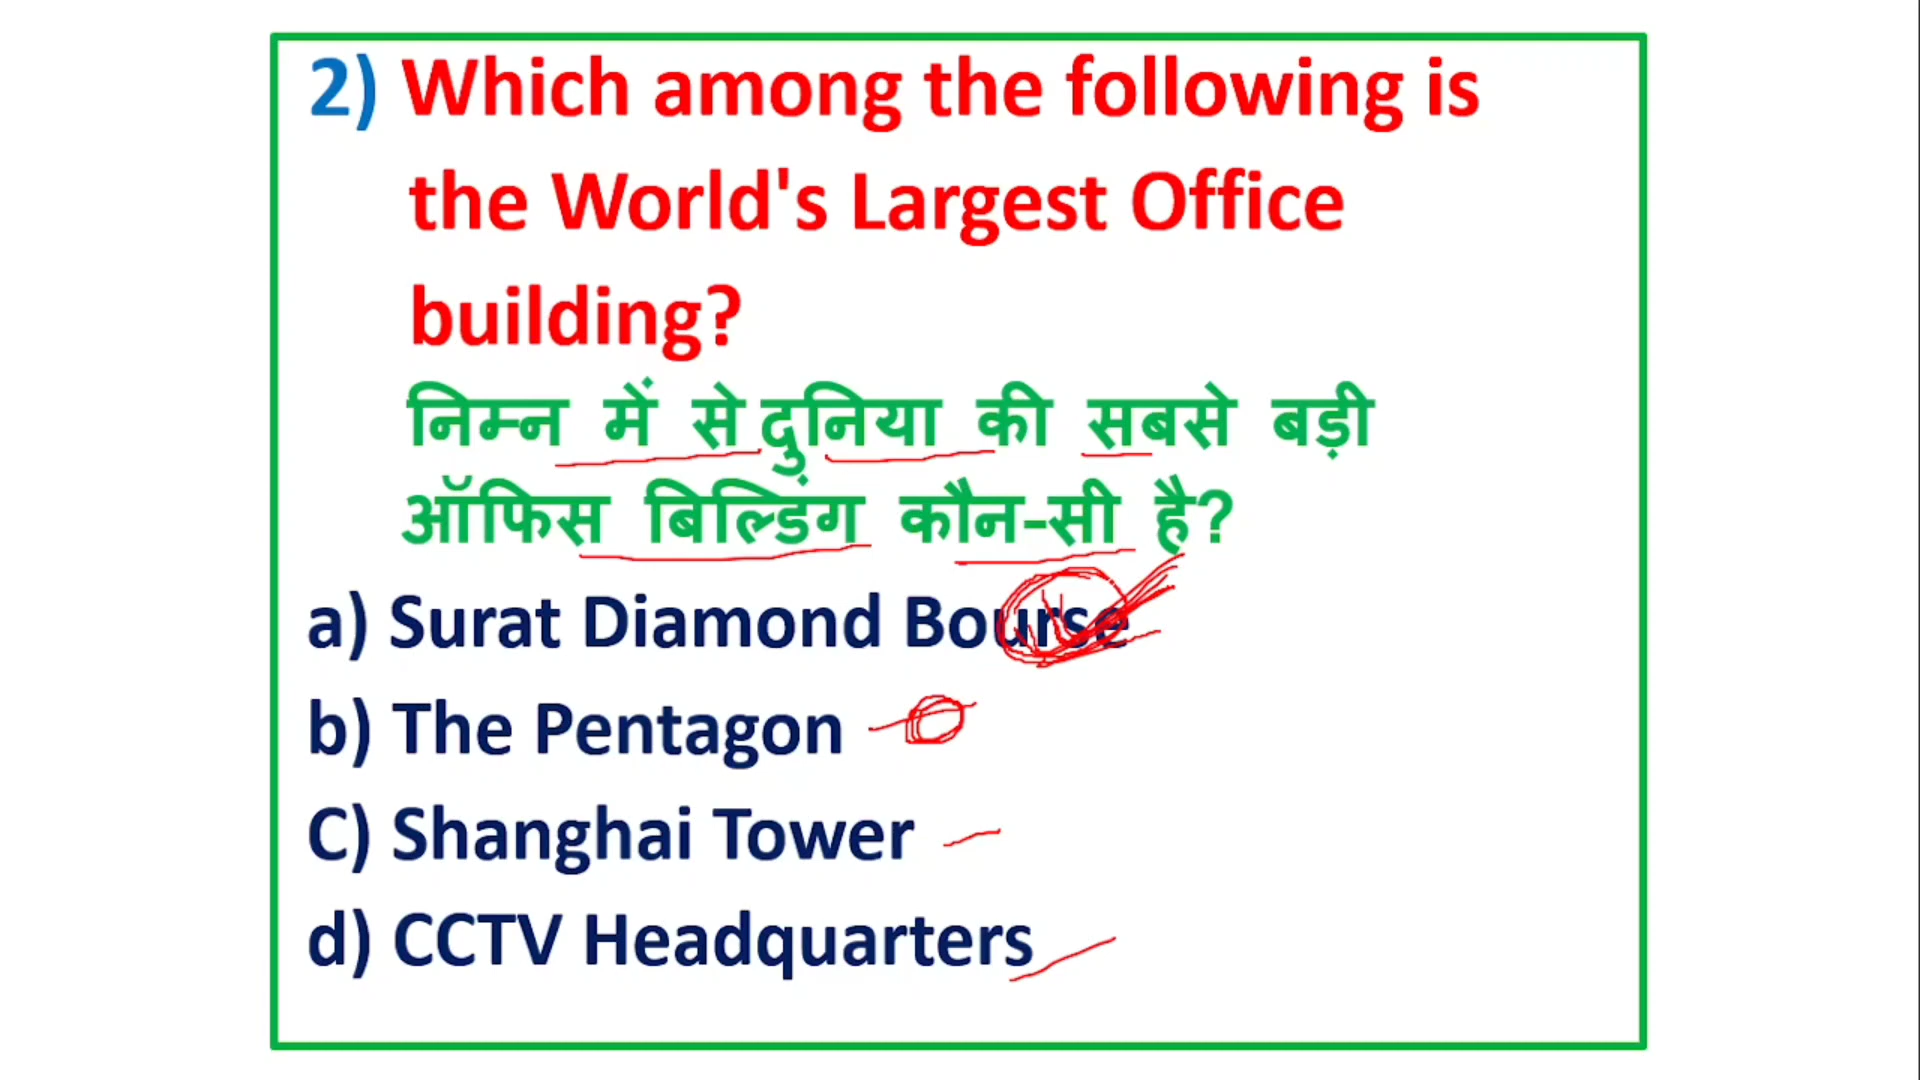 2) Which among the following is
the World's Largest Office
building?
निम्न में से दुनिया की सबसे बड़ी
ऑफिस बिल्डिंग कौन-सी है?
a) Surat Diamond Bourse
b) The Pentagon
C) Shanghai Tower
d) CCTV Headquarters